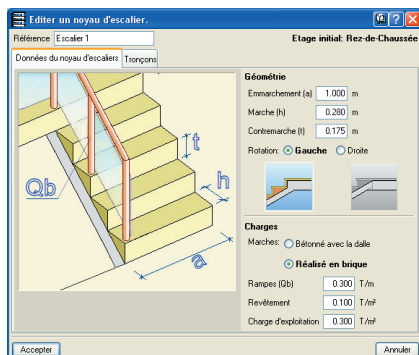 Editer un noyau d'escalier.
Référence Escalier 1 Etage initial: Rez-de-Chaussée
Données du noyau d'escaliers Tronçons
Géométrie
Emmarchement (a) 1.000 m
Marche (h) 0.280 m
Contremarche (t) 0.175 m
Rotation: Gauche Droite
t
Qb
h
a
Charges
Marches: Bétonné avec la dalle
Réalisé en brique
Rampes (Qb) 0.300 T/m
Revêtement 0.100 T/m²
Charge d'exploitation 0.300 T/m²
Accepter Annuler